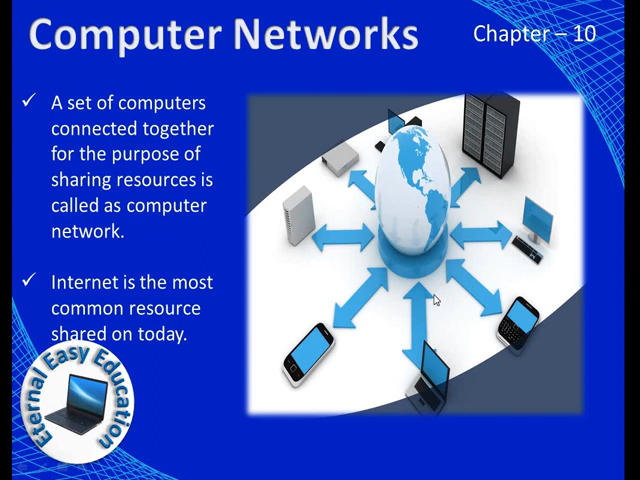 Computer Networks
Chapter – 10
✓ A set of computers
connected together
for the purpose of
sharing resources is
called as computer
network.
✓ Internet is the most
common resource
shared on today.
Eternal Easy Education